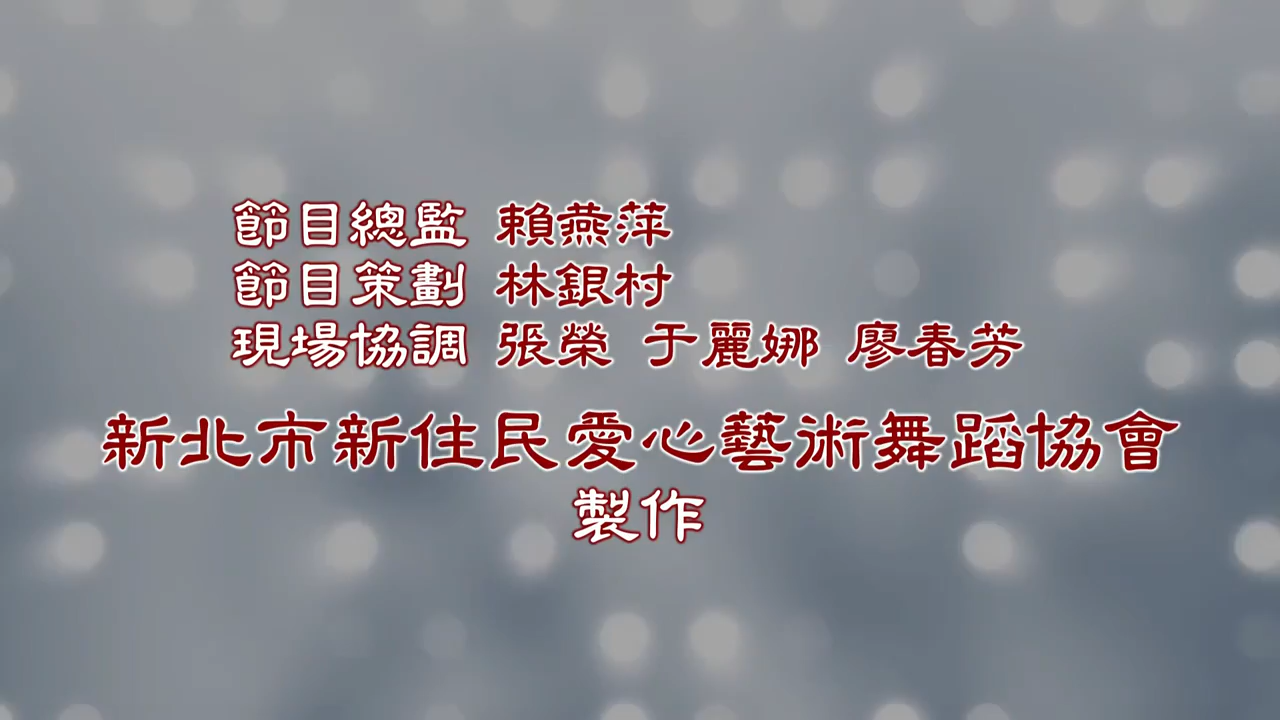 節目總監 賴燕萍
節目策劃 林銀村
現場協調 張榮 于麗娜 廖春芳
新北市新住民愛心藝術舞蹈協會
製作